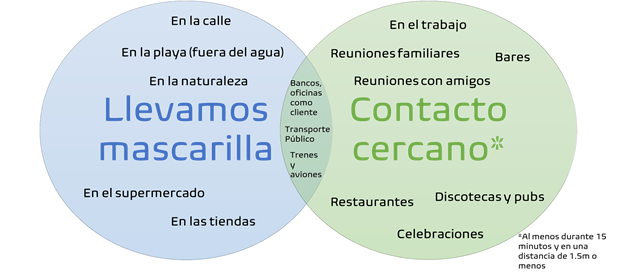 En la calle
En la playa (fuera del agua)
En la naturaleza
Llevamos
mascarilla
En el supermercado
En las tiendas
Bancos,
oficinas
como
cliente
Transporte
Público
Trenes
y
aviones
En el trabajo
Reuniones familiares
Bares
Reuniones con amigos
Contacto
cercano*
Restaurantes
Discotecas y pubs
Celebraciones
*Al menos durante 15
minutos y en una
distancia de 1.5m o
menos